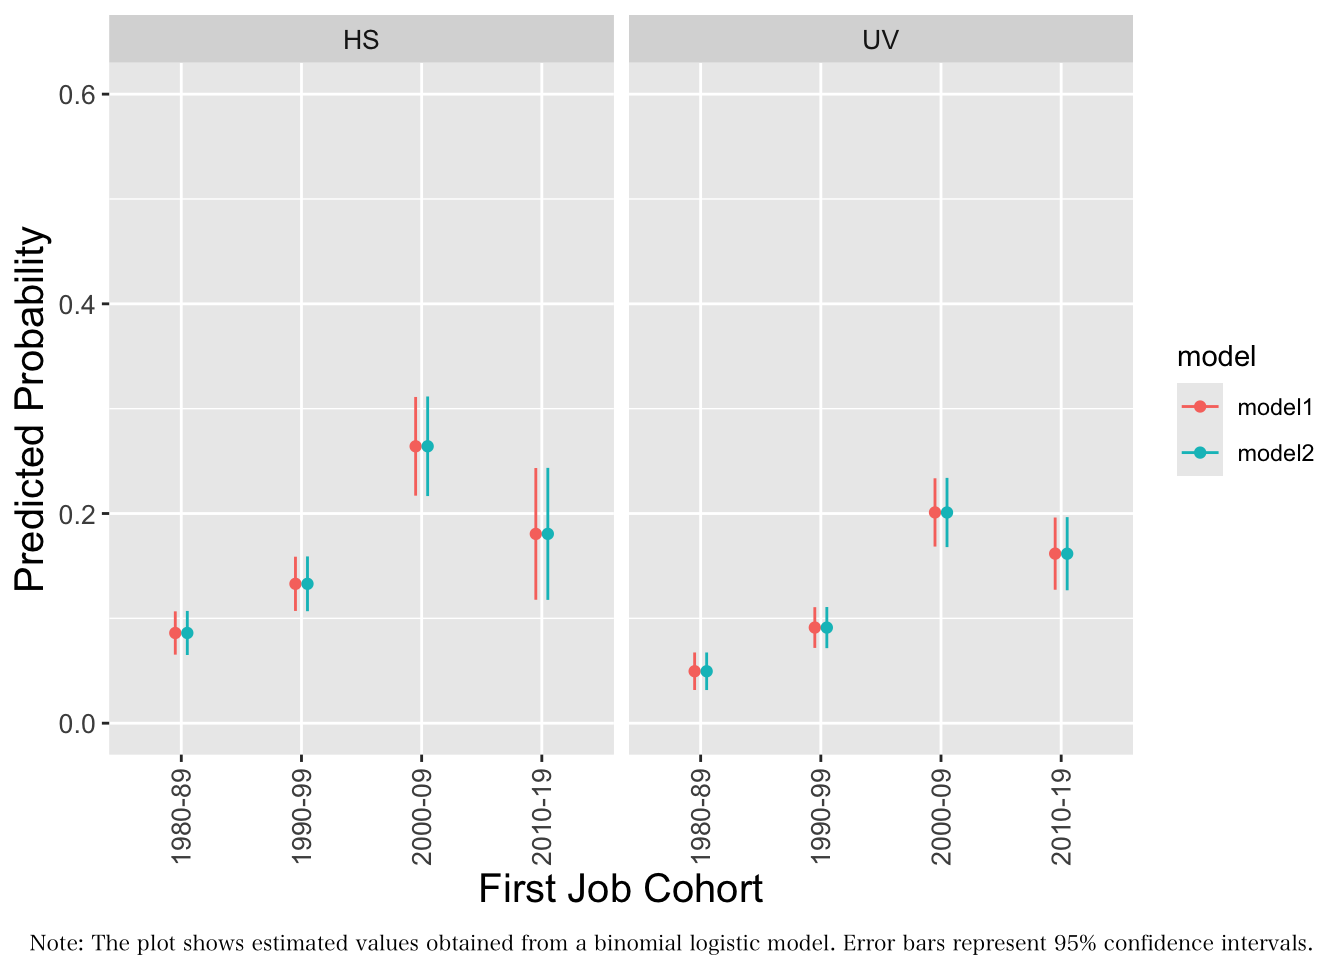 HS
UV
Predicted Probability
0.6
0.4
0.2
0.0
1980-89
1990-99
2000-09
2010-19
1980-89
1990-99
2000-09
2010-19
First Job Cohort
model
model1
model2
Note: The plot shows estimated values obtained from a binomial logistic model. Error bars represent 95% confidence intervals.